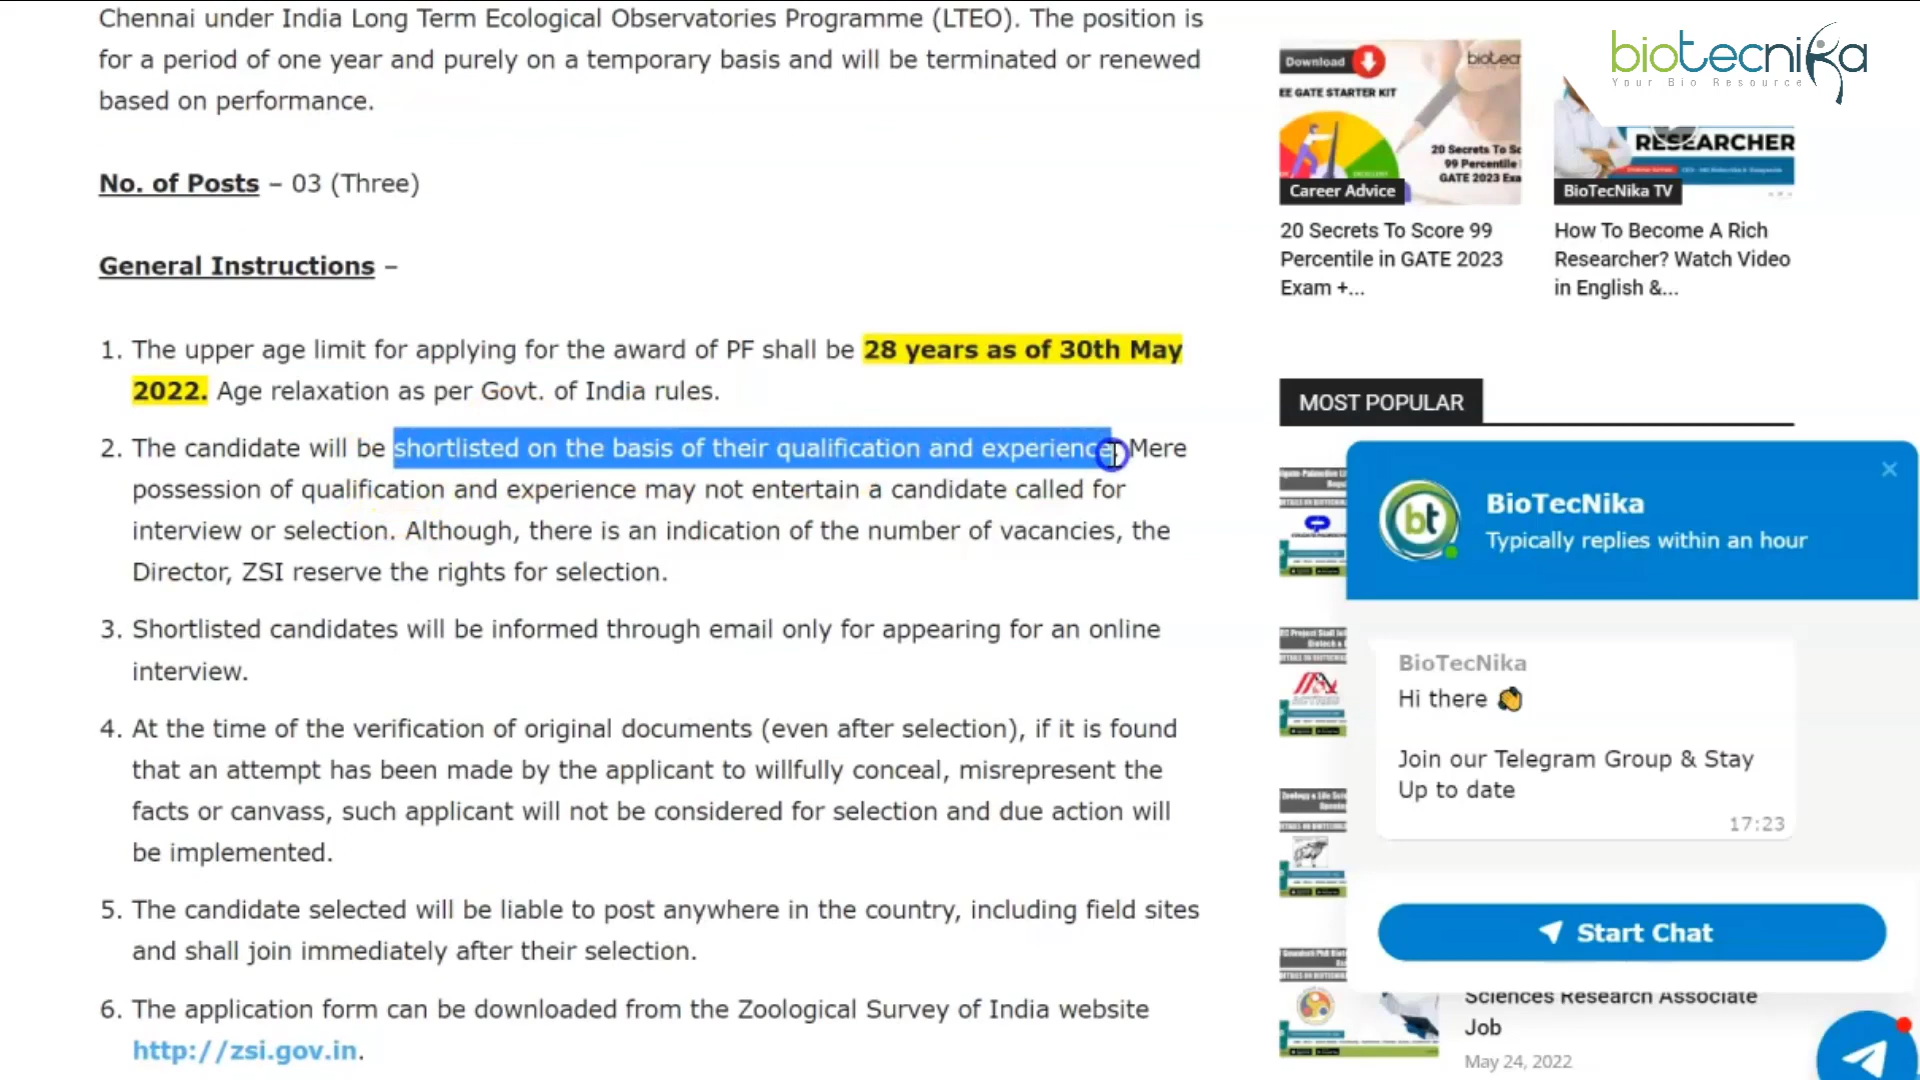 Chennai under India Long Term Ecological Observatories Programme (LTEO). The position is
for a period of one year and purely on a temporary basis and will be terminated or renewed
based on performance.
No. of Posts – 03 (Three)
General Instructions –
1. The upper age limit for applying for the award of PF shall be 28 years as of 30th May
2022. Age relaxation as per Govt. of India rules.
2. The candidate will be shortlisted on the basis of their qualification and experience. Mere
possession of qualification and experience may not entertain a candidate called for
interview or selection. Although, there is an indication of the number of vacancies, the
Director, ZSI reserve the rights for selection.
3. Shortlisted candidates will be informed through email only for appearing for an online
interview.
4. At the time of the verification of original documents (even after selection), if it is found
that an attempt has been made by the applicant to willfully conceal, misrepresent the
facts or canvass, such applicant will not be considered for selection and due action will
be implemented.
5. The candidate selected will be liable to post anywhere in the country, including field sites
and shall join immediately after their selection.
6. The application form can be downloaded from the Zoological Survey of India website
http://zsi.gov.in.
biotecnika
Your Bio Resource
Download
EE GATE STARTER KIT
20 Secrets To Sc
99 Percentile
GATE 2023 Exa
Career Advice
20 Secrets To Score 99
Percentile in GATE 2023
Exam +...
RESEARCHER
BioTecNika TV
How To Become A Rich
Researcher? Watch Video
in English &...
MOST POPULAR
bt
BioTecNika
Typically replies within an hour
BioTecNika
Hi there
Join our Telegram Group & Stay
Up to date
17:23
Start Chat
Sciences Research Associate
Job
May 24, 2022